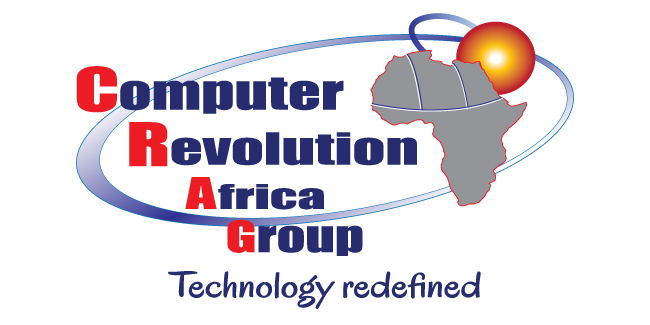 Computer
Revolution
Africa
Group
Technology redefined